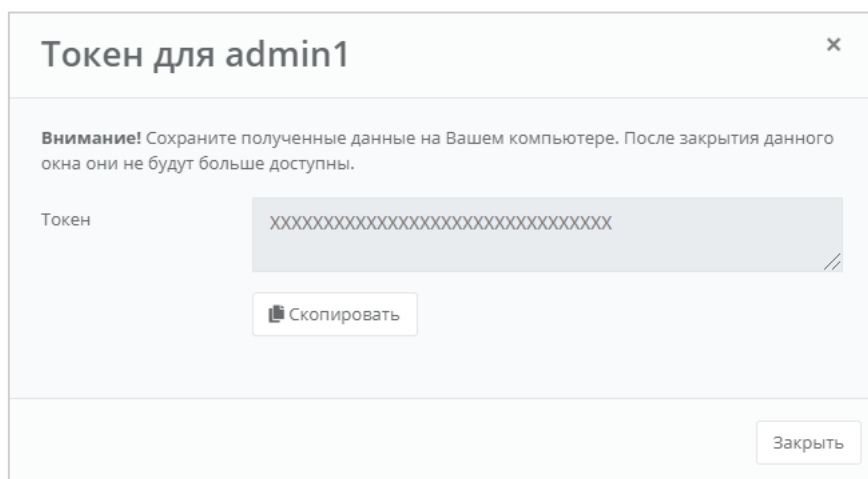 Токен для admin1
×
Внимание! Сохраните полученные данные на Вашем компьютере. После закрытия данного
окна они не будут больше доступны.
Токен
XXXXXXXXXXXXXXXXXXXXXXXXXXXXXXXX
Скопировать
Закрыть